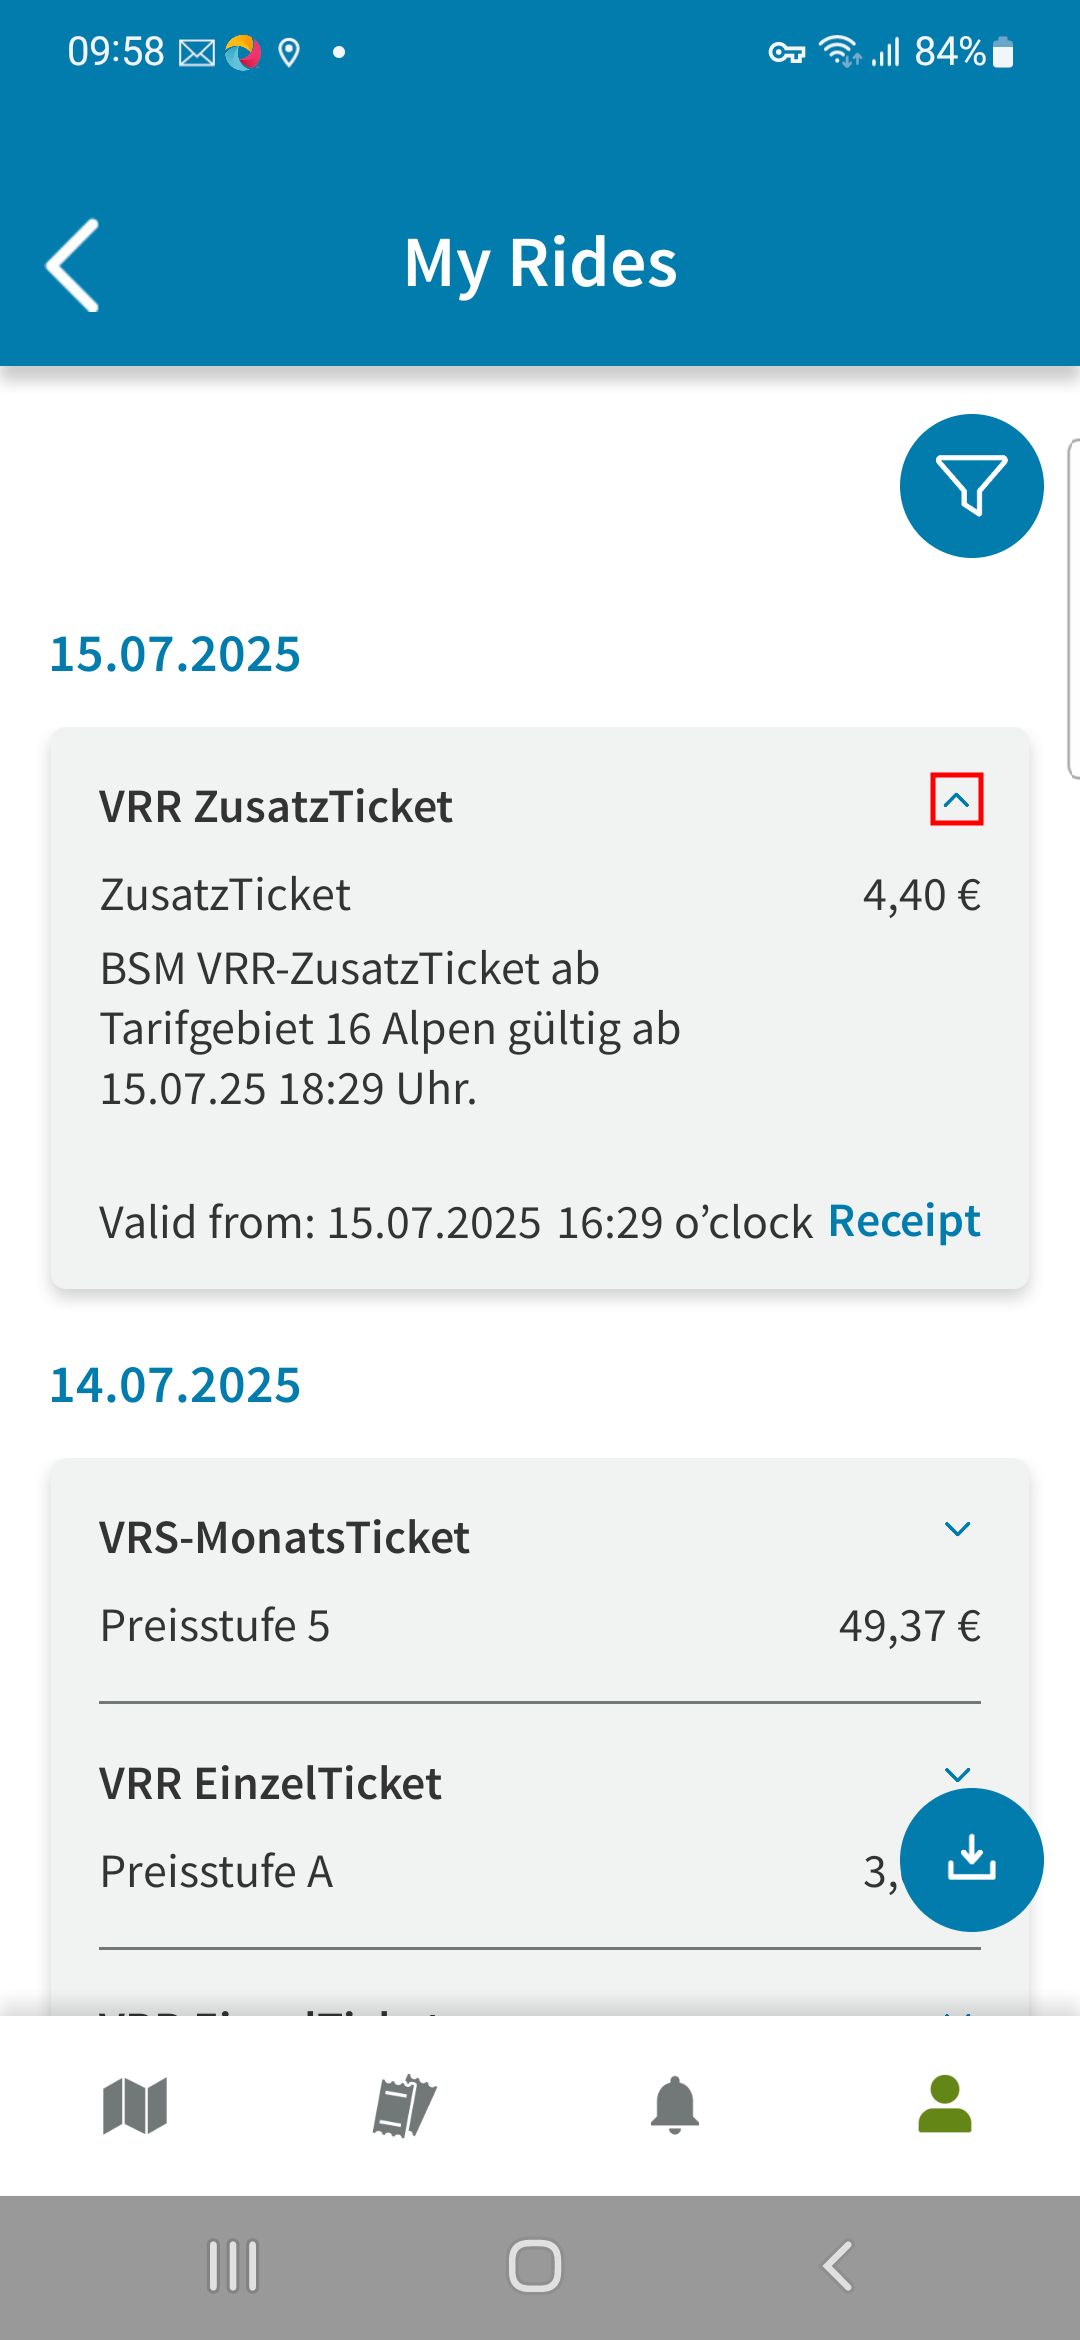 09:58
84%
My Rides
15.07.2025
VRR ZusatzTicket
ZusatzTicket
4,40 €
BSM VRR-ZusatzTicket ab
Tarifgebiet 16 Alpen gültig ab
15.07.25 18:29 Uhr.
Valid from: 15.07.2025 16:29 o’clock
Receipt
14.07.2025
VRS-MonatsTicket
Preisstufe 5
49,37 €
VRR EinzelTicket
Preisstufe A
3,